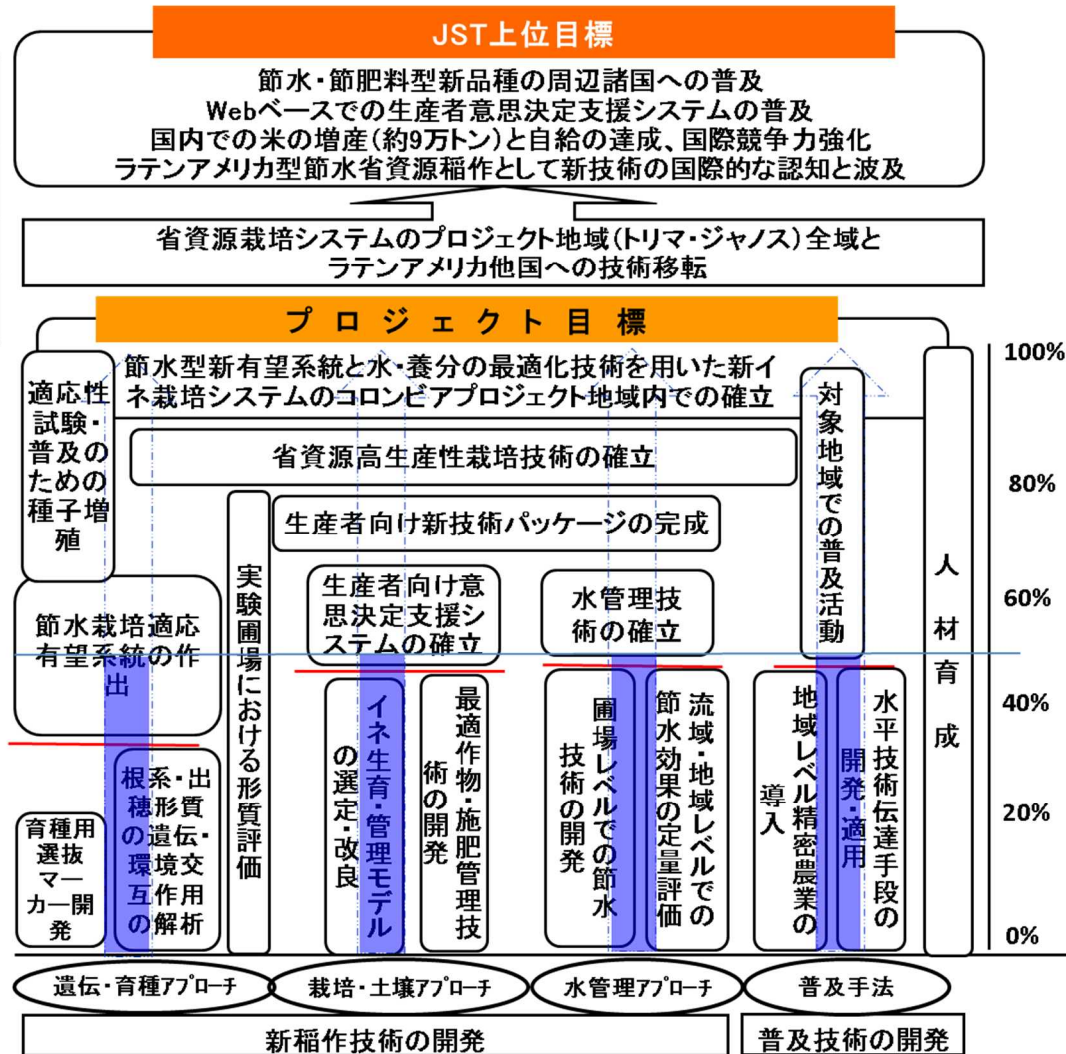 JST上位目標
節水・節肥料型新品種の周辺諸国への普及
Webベースでの生産者意思決定支援システムの普及
国内での米の増産(約9万トン)と自給の達成、国際競争力強化
ラテンアメリカ型節水省資源稲作として新技術の国際的な認知と波及
省資源栽培システムのプロジェクト地域(トリマ・ジャノス)全域と
ラテンアメリカ他国への技術移転
プロジェクト目標
節水型新有望系統と水・養分の最適化技術を用いた新イ
ネ栽培システムのコロンビアプロジェクト地域内での確立
適応性
試験・
普及の
ための
種子増
殖
省資源高生産性栽培技術の確立
生産者向け新技術パッケージの完成
節水栽培適応
有望系統の作
出
実験圃場における形質評価
生産者向け意
思決定支援シ
ステムの確立
水管理技
術の確立
対象地域での普及活動
人材育成
育種用
選抜
マー
カー開
発
根系・出
穂形質
の遺伝・
環境交
互作用
の解析
イネ生育・管理モデル
の選定・改良
最適作物・施肥管理技
術の開発
圃場レベルでの節水
技術の開発
流域・地域レベルでの
節水効果の定量評価
地域レベル精密農業の
導入
水平技術伝達手段の
開発・適用
100%
80%
60%
40%
20%
0%
遺伝・育種アプローチ
栽培・土壌アプローチ
水管理アプローチ
普及手法
新稲作技術の開発
普及技術の開発